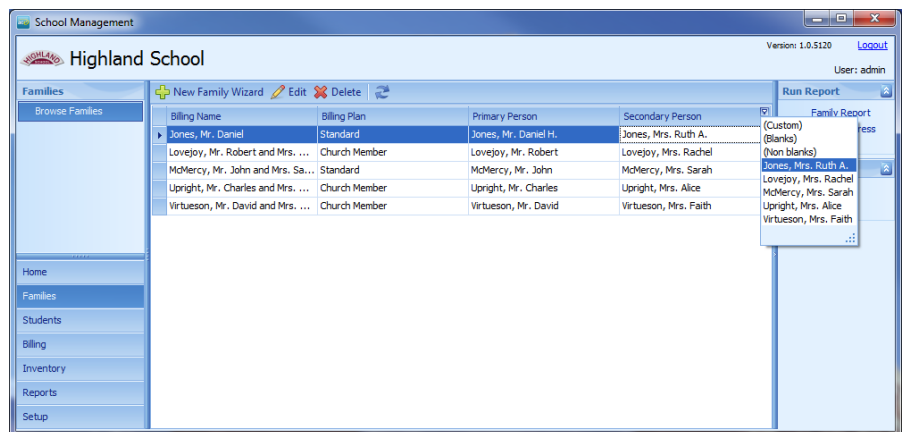 School Management
HIGHLAND
Highland School
Version: 1.0.5120 Logout
User: admin
Families
Browse Families
New Family Wizard Edit Delete
Run Report
Family Report
Billing Name Billing Plan Primary Person Secondary Person
Jones, Mr. Daniel Standard Jones, Mr. Daniel H. Jones, Mrs. Ruth A.
Lovejoy, Mr. Robert and Mrs. ... Church Member Lovejoy, Mr. Robert Lovejoy, Mrs. Rachel
McMercy, Mr. John and Mrs. Sa... Standard McMercy, Mr. John McMercy, Mrs. Sarah
Upright, Mr. Charles and Mrs. ... Church Member Upright, Mr. Charles Upright, Mrs. Alice
Virtueson, Mr. David and Mrs. ... Church Member Virtueson, Mr. David Virtueson, Mrs. Faith
(Custom)
(Blanks)
(Non blanks)
Jones, Mrs. Ruth A.
Lovejoy, Mrs. Rachel
McMercy, Mrs. Sarah
Upright, Mrs. Alice
Virtueson, Mrs. Faith
Home
Families
Students
Billing
Inventory
Reports
Setup